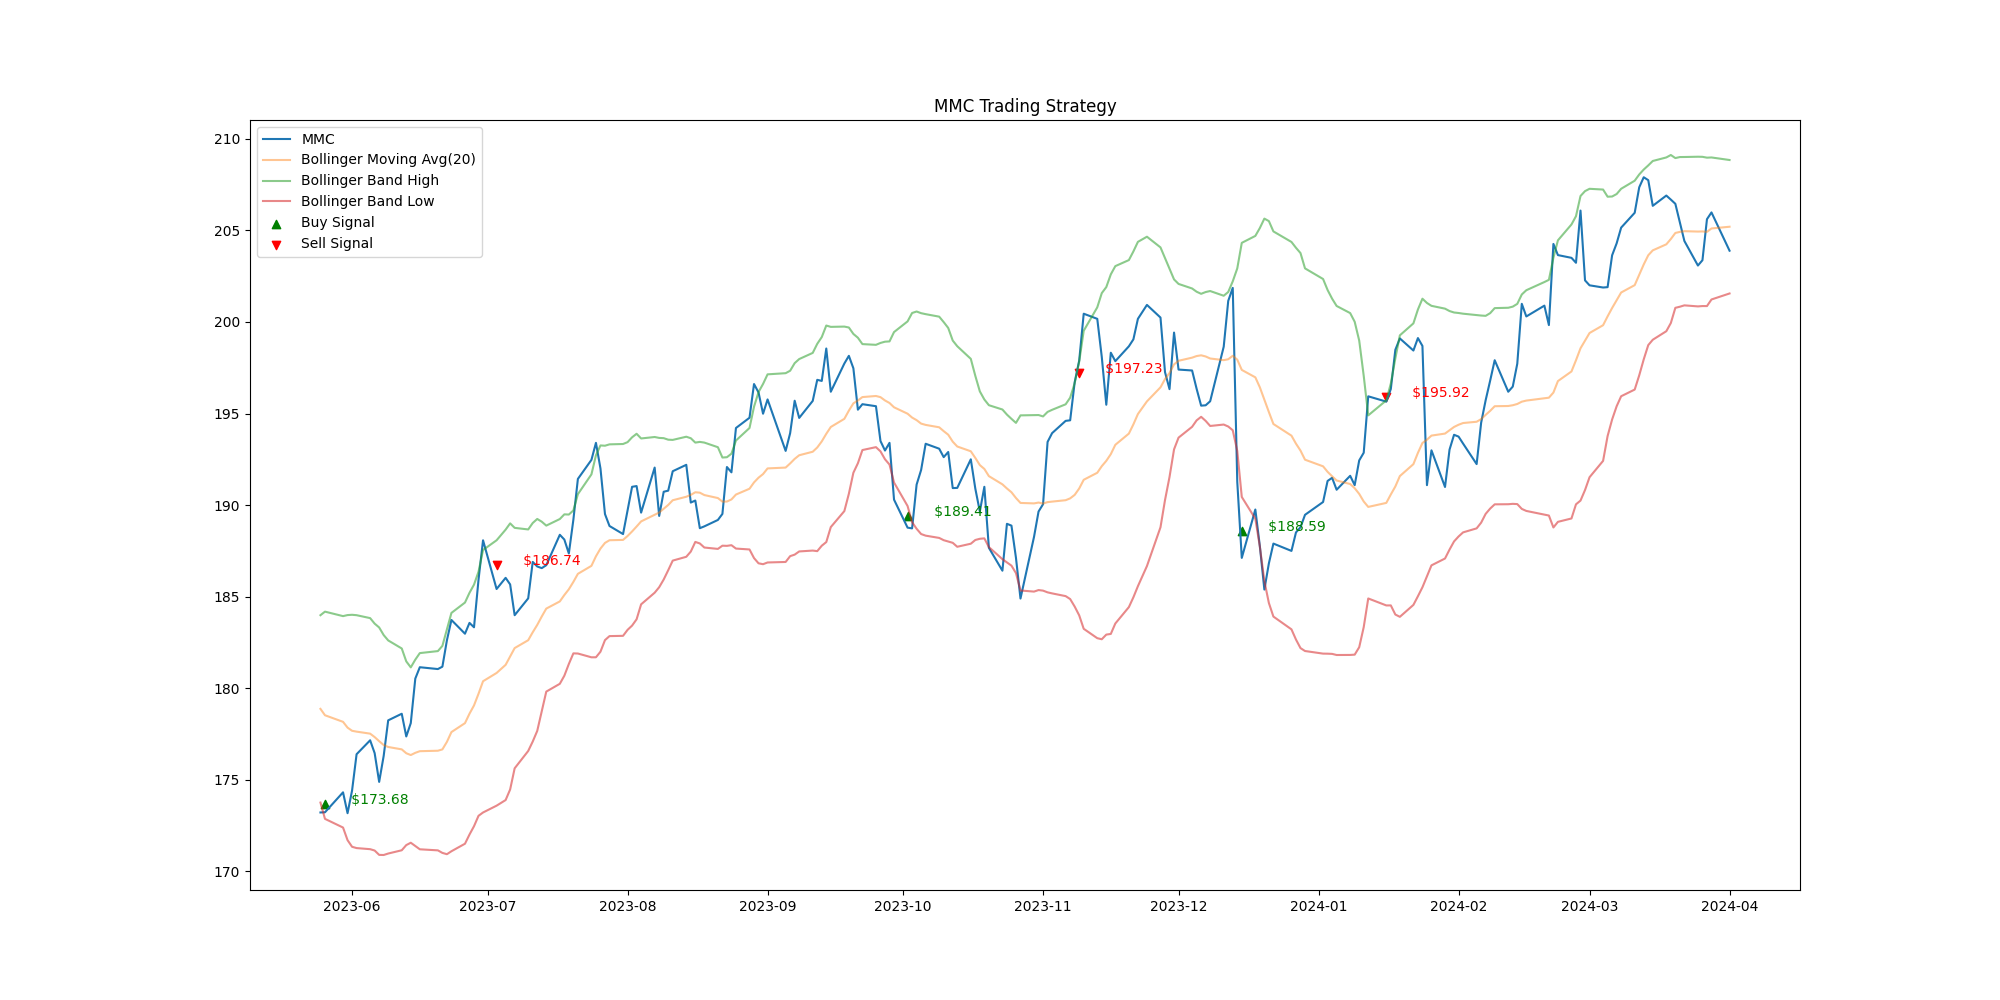 MMC Trading Strategy
MMC
Bollinger Moving Avg(20)
Bollinger Band High
Bollinger Band Low
Buy Signal
Sell Signal
210
205
200
195
190
185
180
175
170
$197.23
$195.92
$189.41
$188.59
$186.74
$173.68
2023-06 2023-07 2023-08 2023-09 2023-10 2023-11 2023-12 2024-01 2024-02 2024-03 2024-04